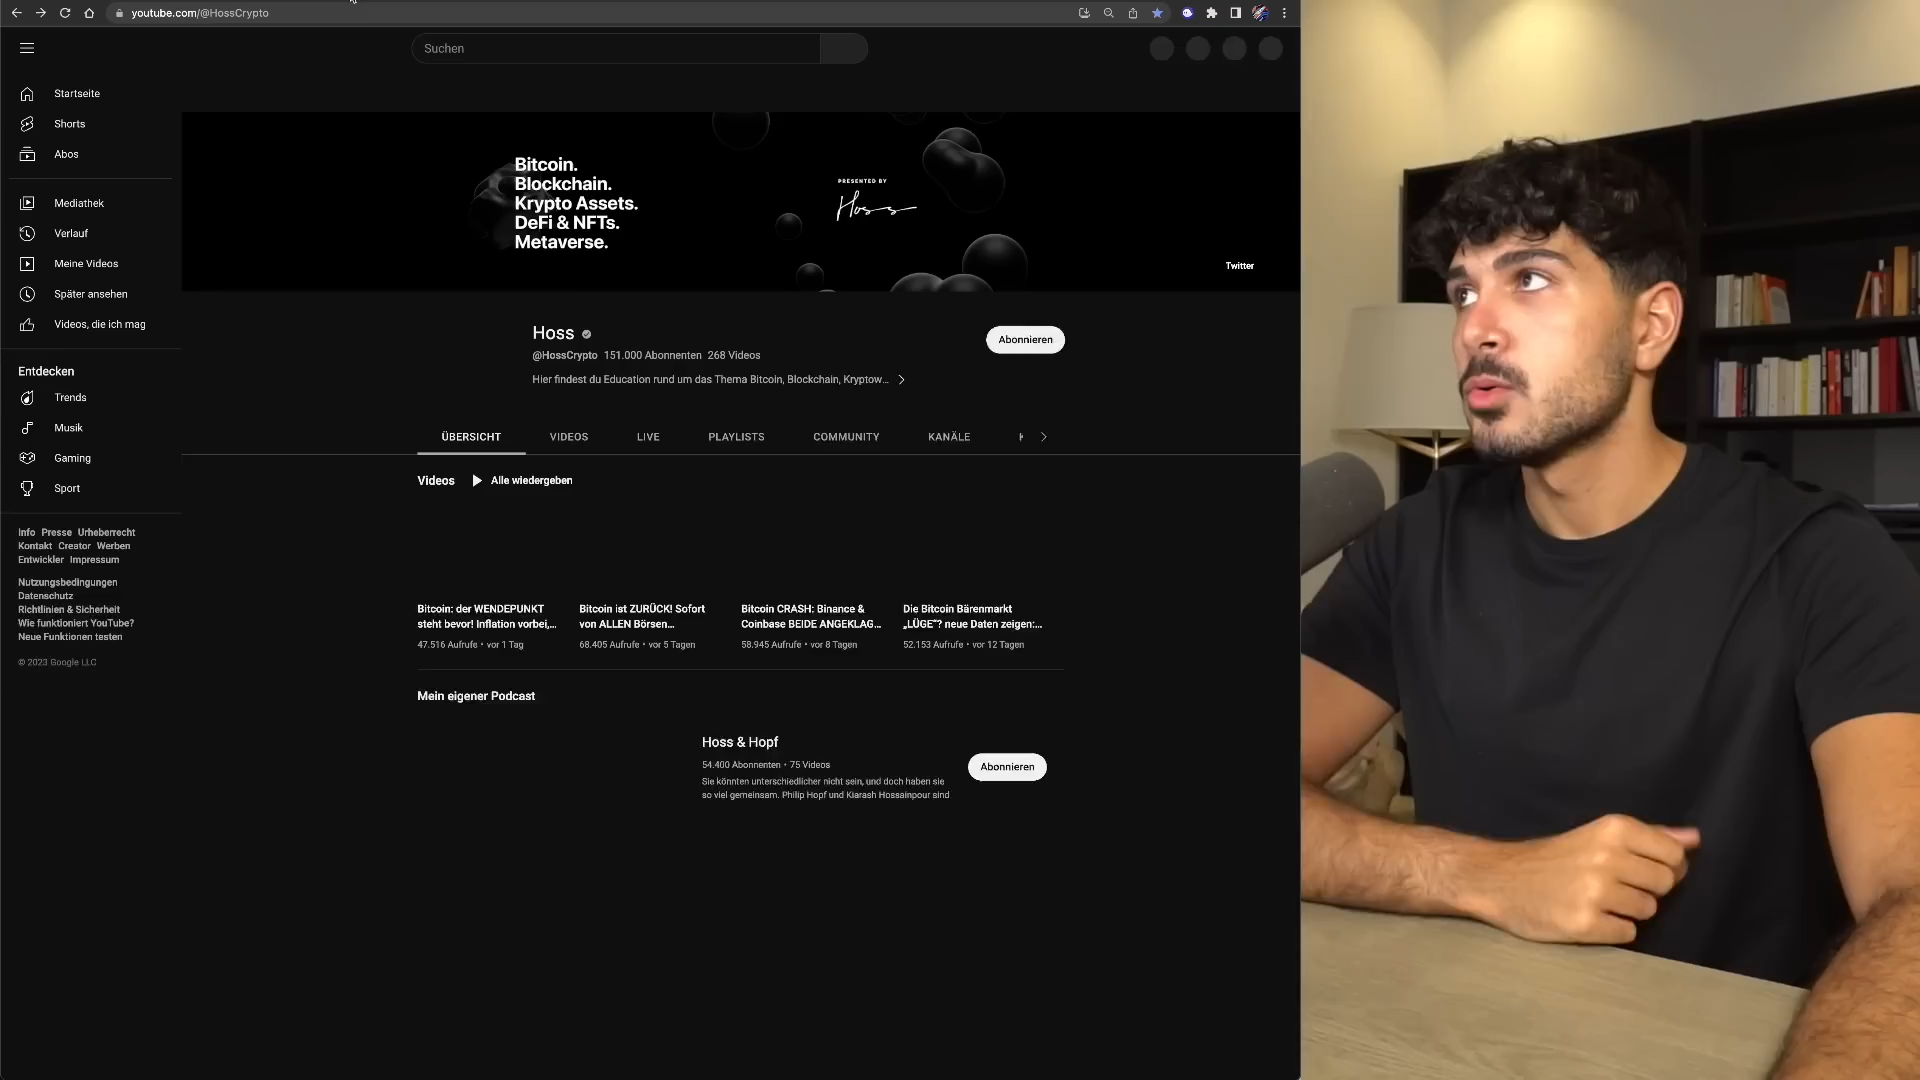 youtube.com/@HossCrypto
Suchen
Startseite
Shorts
Abos
Mediathek
Verlauf
Meine Videos
Später ansehen
Videos, die ich mag
Entdecken
Trends
Musik
Gaming
Sport
Info Presse Urheberrecht
Kontakt Creator Werben
Entwickler Impressum
Nutzungsbedingungen
Datenschutz
Richtlinien & Sicherheit
Wie funktioniert YouTube?
Neue Funktionen testen
© 2023 Google LLC
Bitcoin.
Blockchain.
Krypto Assets.
DeFi & NFTs.
Metaverse.
PRESENTED BY
Hoss
Twitter
Hoss
@HossCrypto 151.000 Abonnenten 268 Videos
Hier findest du Education rund um das Thema Bitcoin, Blockchain, Kryptow...
Abonnieren
ÜBERSICHT VIDEOS LIVE PLAYLISTS COMMUNITY KANÄLE
Videos Alle wiedergeben
Bitcoin: der WENDEPUNKT
steht bevor! Inflation vorbei,...
47.516 Aufrufe • vor 1 Tag
Bitcoin ist ZURÜCK! Sofort
von ALLEN Börsen...
68.405 Aufrufe • vor 5 Tagen
Bitcoin CRASH: Binance &
Coinbase BEIDE ANGEKLAG...
58.945 Aufrufe • vor 8 Tagen
Die Bitcoin Bärenmarkt
„LÜGE“? neue Daten zeigen:...
52.153 Aufrufe • vor 12 Tagen
Mein eigener Podcast
Hoss & Hopf
54.400 Abonnenten • 75 Videos
Sie könnten unterschiedlicher nicht sein, und doch haben sie
so viel gemeinsam. Philip Hopf und Kiarash Hossainpour sind
Abonnieren